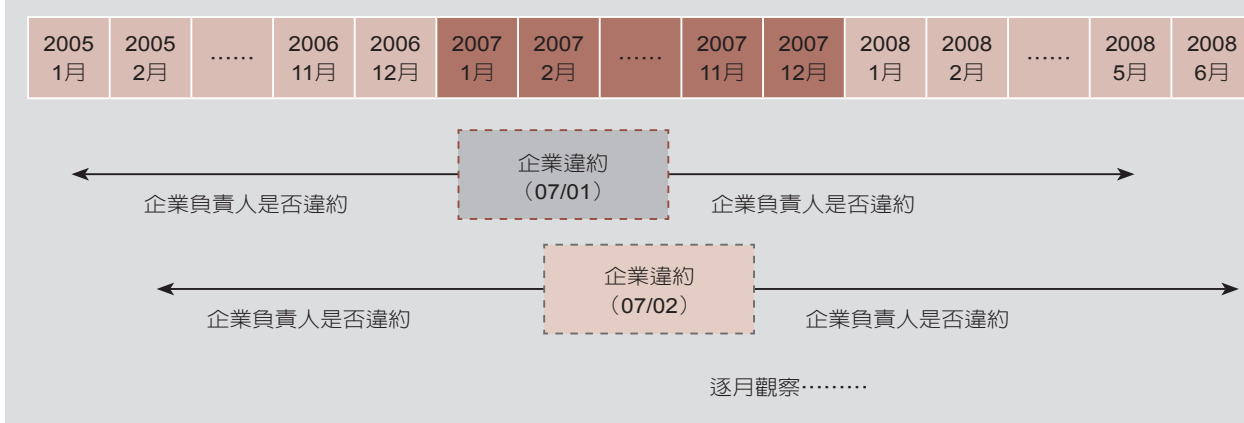 2005 2005 …… 2006 2006 2007 2007 …… 2007 2007 2008 2008 …… 2008 2008
1月 2月 11月 12月 1月 2月 11月 12月 1月 2月 5月 6月
企業違約
（07/01）
企業負責人是否違約 企業負責人是否違約
企業違約
（07/02）
企業負責人是否違約 企業負責人是否違約
逐月觀察………